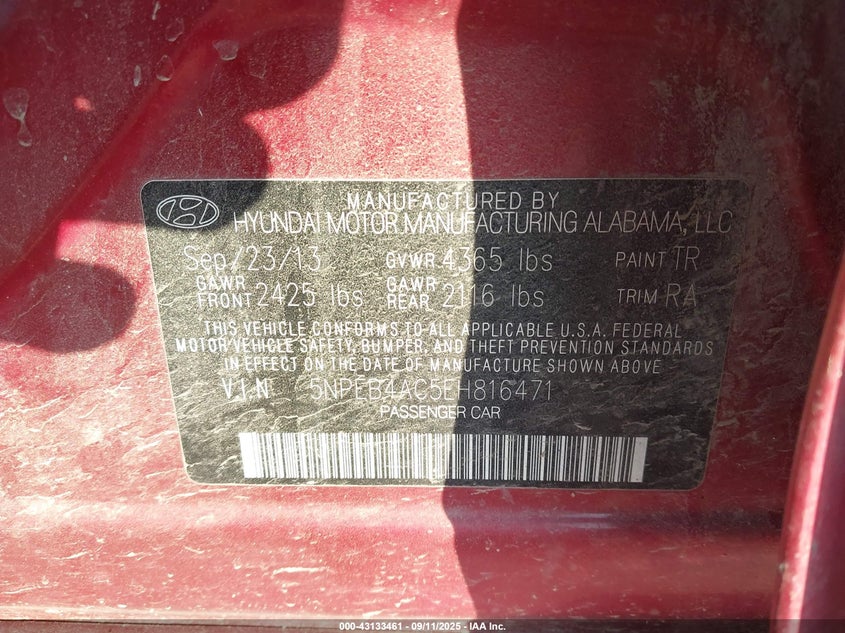 MANUFACTURED BY
HYUNDAI MOTOR MANUFACTURING ALABAMA, LLC
Sep/23/13 GVWR 4365 lbs PAINT TR
GAWR FRONT 2425 lbs GAWR REAR 2116 lbs TRIM RA
THIS VEHICLE CONFORMS TO ALL APPLICABLE U.S.A. FEDERAL
MOTOR VEHICLE SAFETY, BUMPER, AND THEFT PREVENTION STANDARDS
IN EFFECT ON THE DATE OF MANUFACTURE SHOWN ABOVE
V.I.N 5NPEB4AC5EH816471
PASSENGER CAR
000-43133461 - 09/11/2025 - IAA Inc.